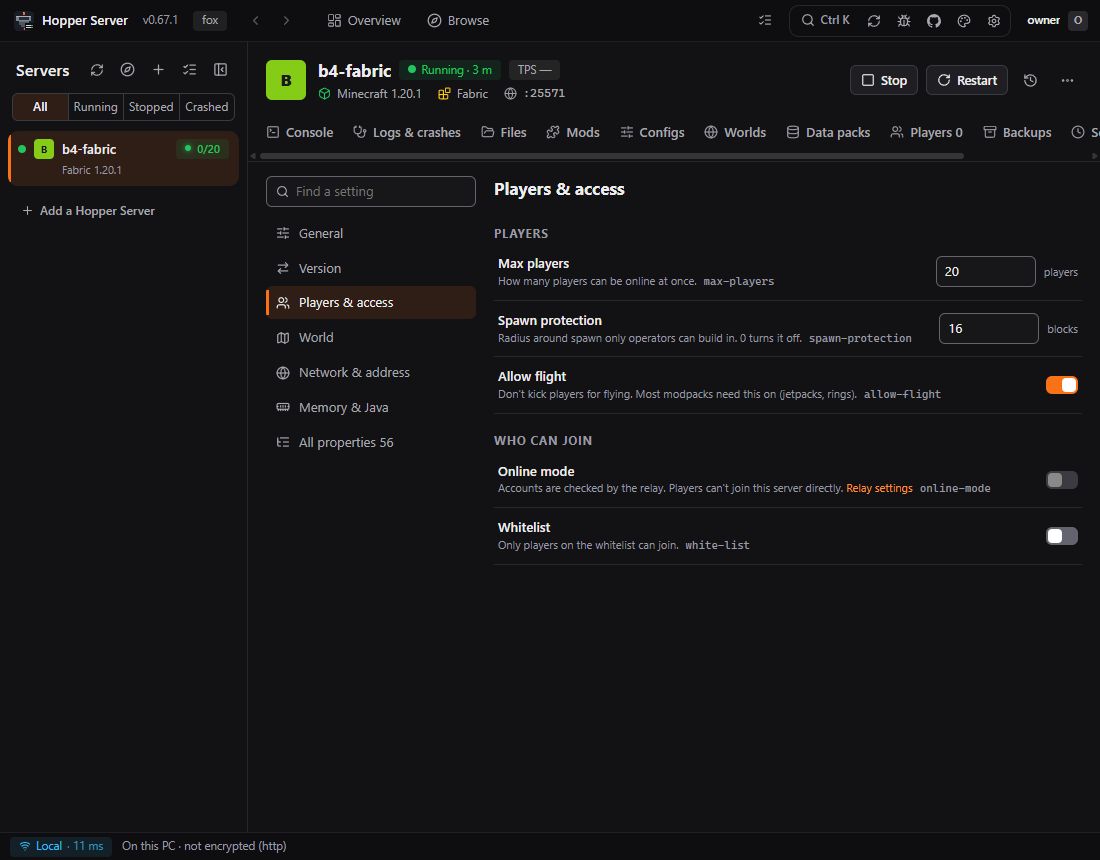 Hopper Server v0.67.1 fox Overview Browse Ctrl K owner O
Servers
All Running Stopped Crashed
B b4-fabric 0/20
Fabric 1.20.1
Add a Hopper Server
B b4-fabric Running · 3 m TPS — Stop Restart
Minecraft 1.20.1 Fabric :25571
Console Logs & crashes Files Mods Configs Worlds Data packs Players 0 Backups S
Find a setting
General
Version
Players & access
World
Network & address
Memory & Java
All properties 56
Players & access
PLAYERS
Max players
How many players can be online at once. max-players
20 players
Spawn protection
Radius around spawn only operators can build in. 0 turns it off. spawn-protection
16 blocks
Allow flight
Don't kick players for flying. Most modpacks need this on (jetpacks, rings). allow-flight
WHO CAN JOIN
Online mode
Accounts are checked by the relay. Players can't join this server directly. Relay settings online-mode
Whitelist
Only players on the whitelist can join. white-list
Local · 11 ms On this PC · not encrypted (http)